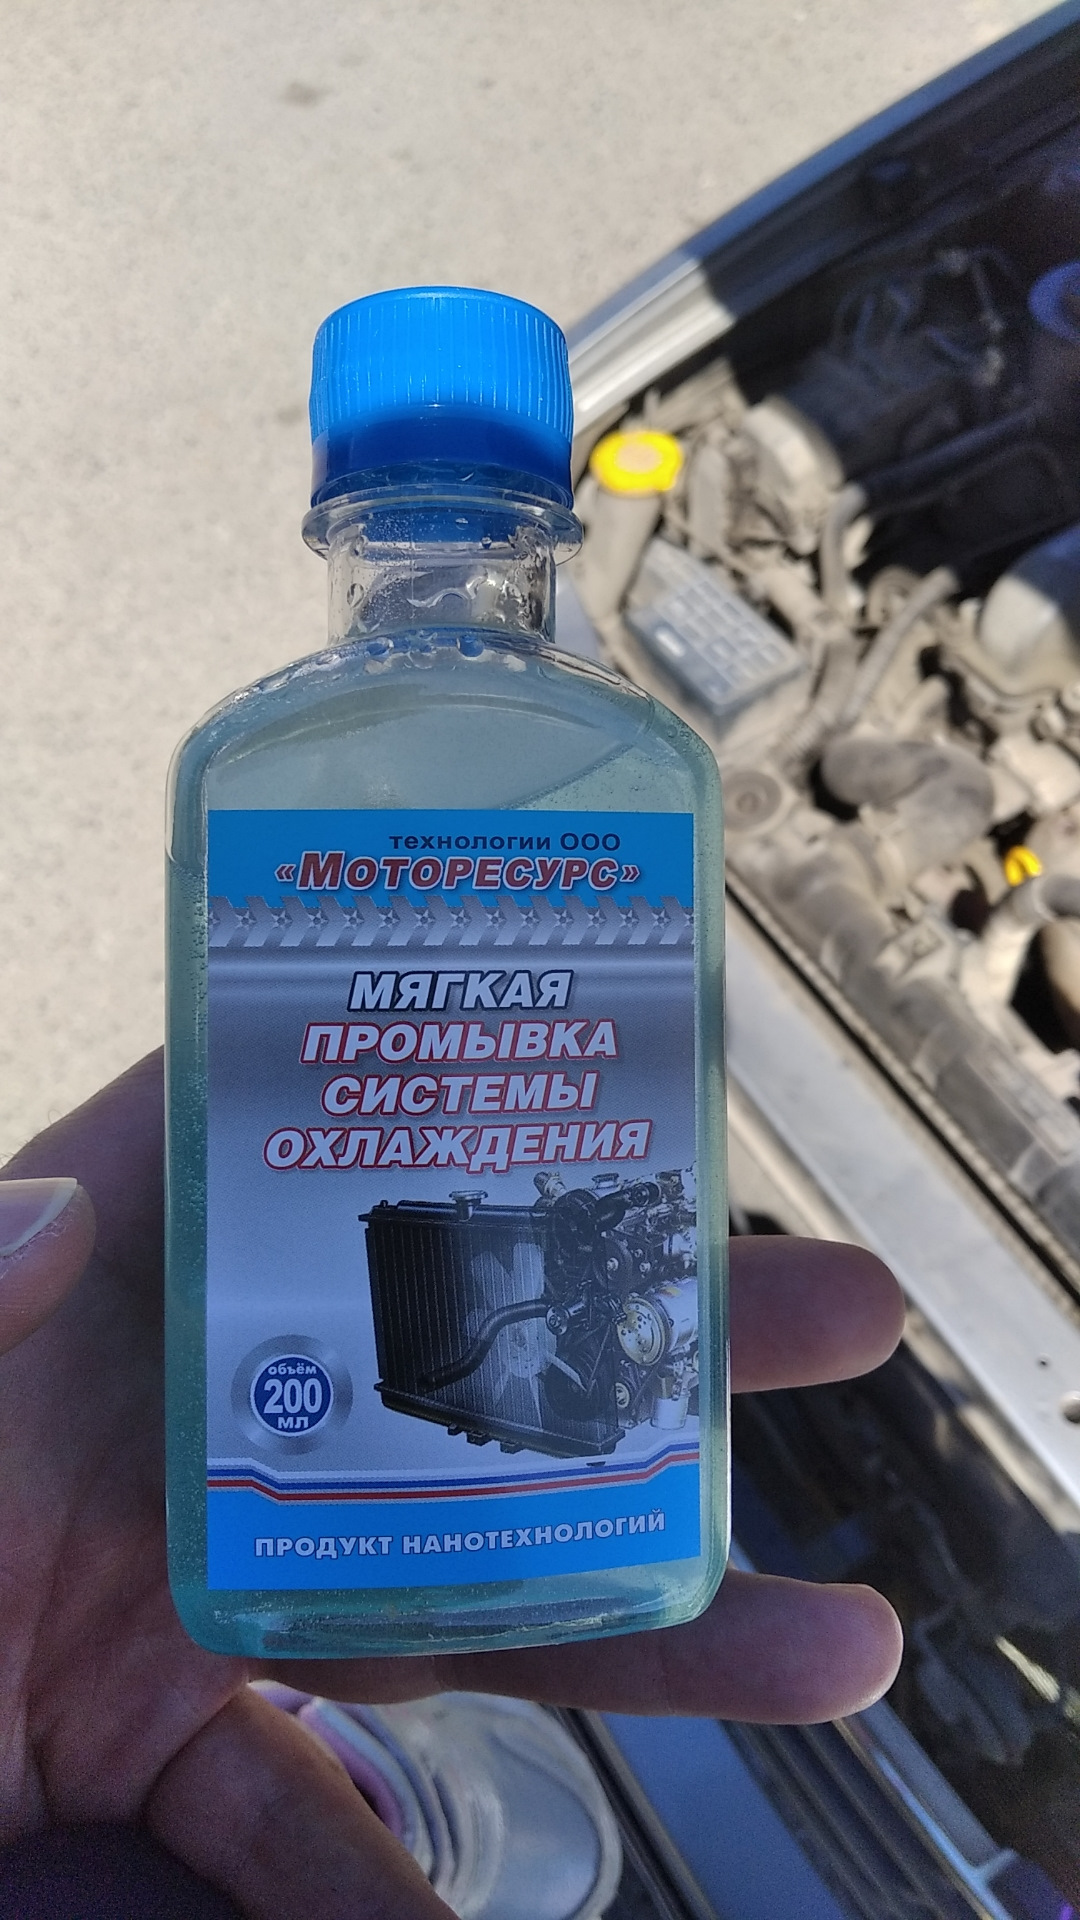 технологии ООО
«МОТОРЕСУРС»
МЯГКАЯ
ПРОМЫВКА
СИСТЕМЫ
ОХЛАЖДЕНИЯ
объём
200
МЛ
ПРОДУКТ НАНОТЕХНОЛОГИЙ